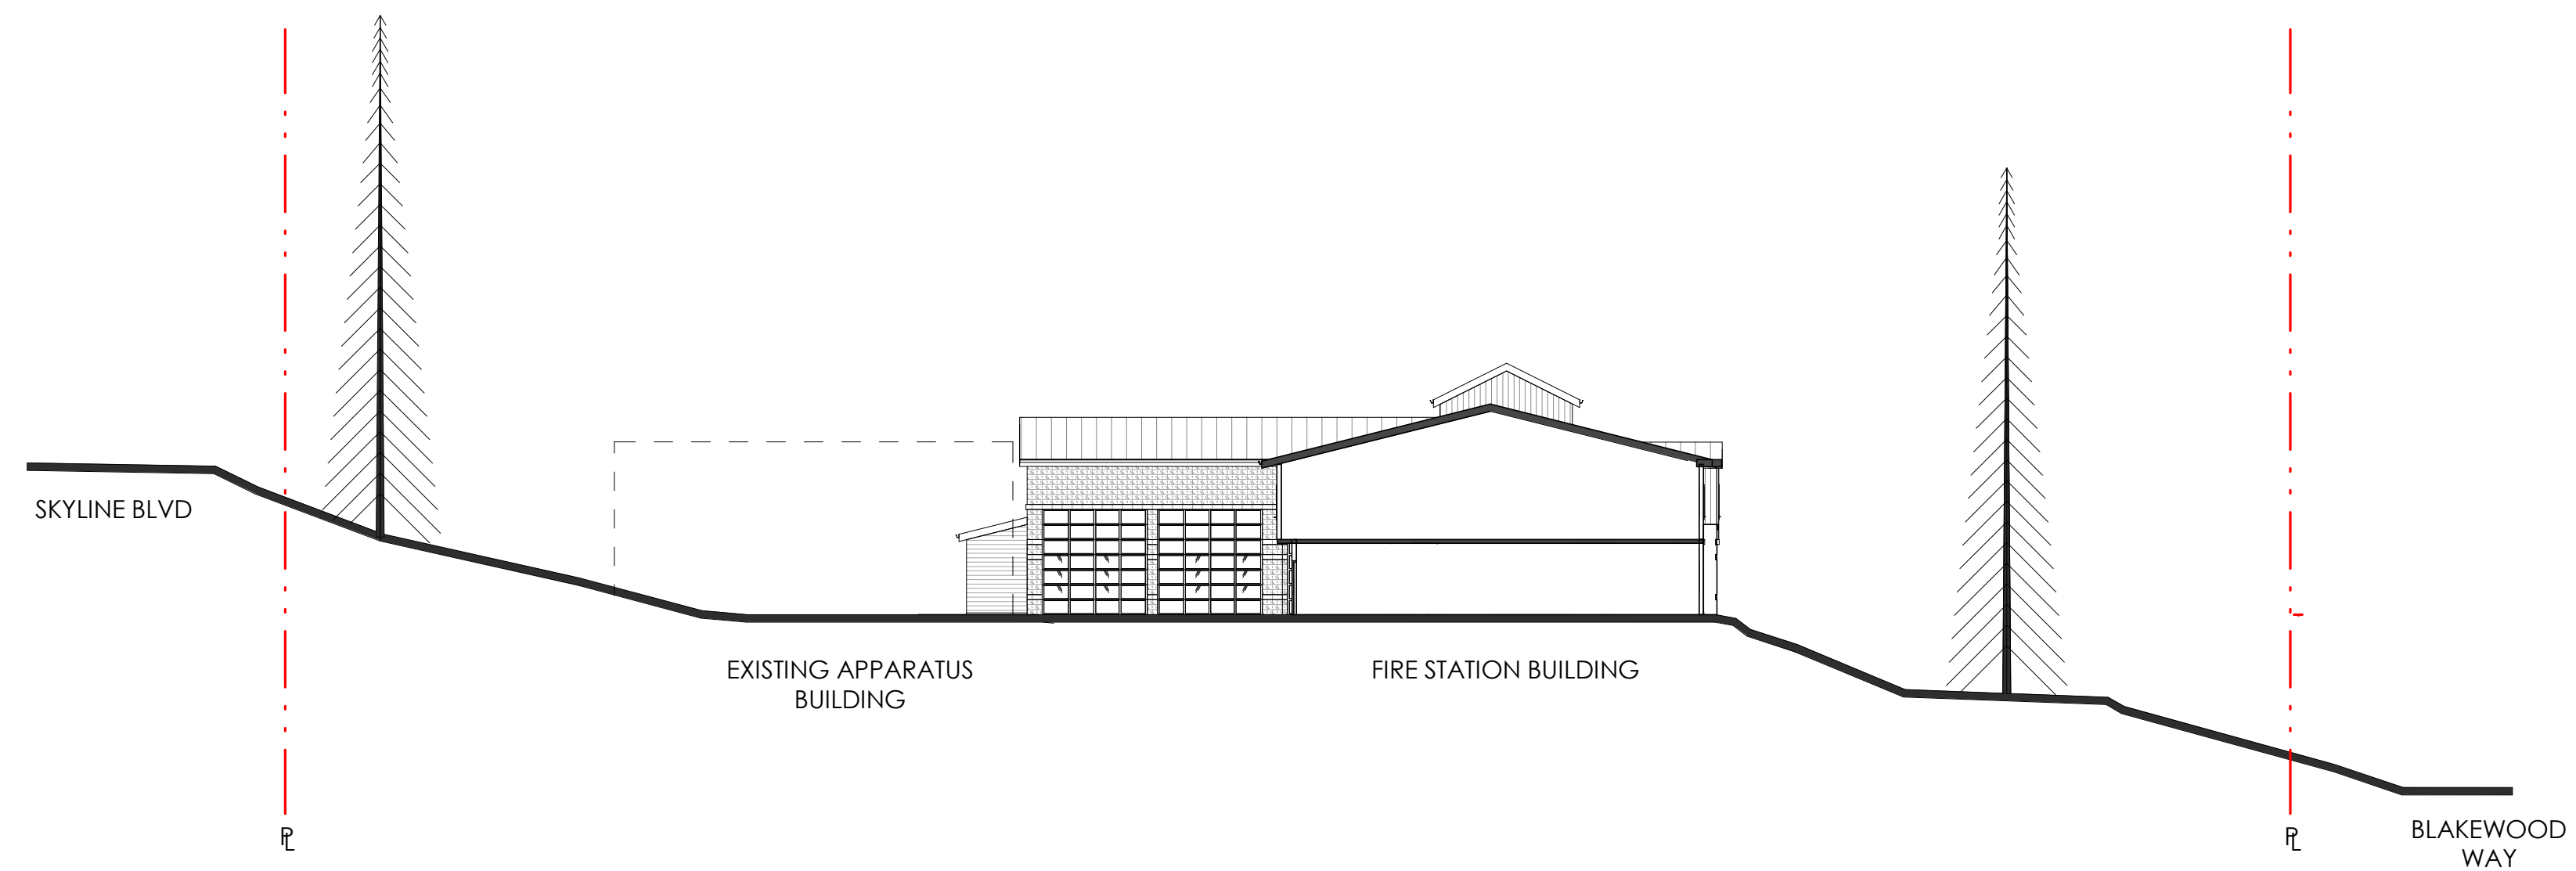 SKYLINE BLVD
EXISTING APPARATUS
BUILDING
FIRE STATION BUILDING
PL
PL
BLAKEWOOD
WAY